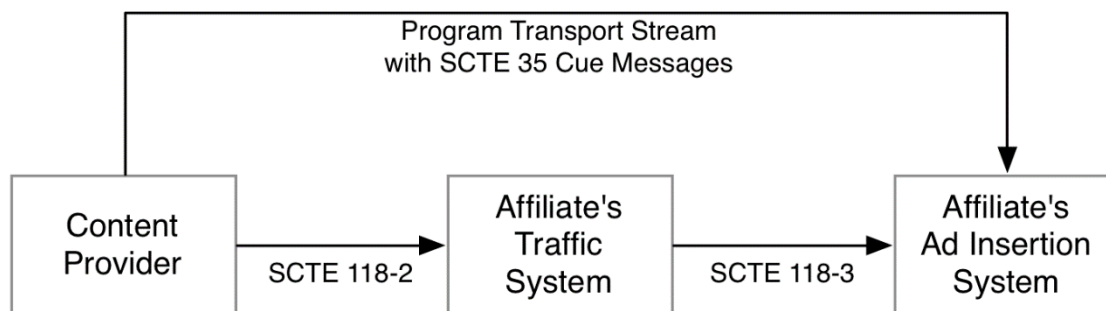 Program Transport Stream
with SCTE 35 Cue Messages
Content
Provider
SCTE 118-2
Affiliate's
Traffic
System
SCTE 118-3
Affiliate's
Ad Insertion
System